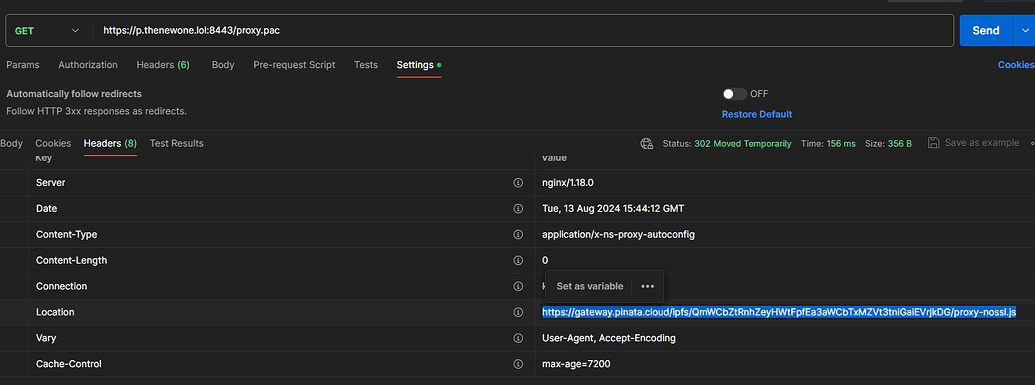 GET https://p.thenewone.lol:8443/proxy.pac Send
Params Authorization Headers (6) Body Pre-request Script Tests Settings Cookies
Automatically follow redirects OFF
Follow HTTP 3xx responses as redirects.
Restore Default
Body Cookies Headers (8) Test Results Status: 302 Moved Temporarily Time: 156 ms Size: 356 B Save as example
Key Value
Server nginx/1.18.0
Date Tue, 13 Aug 2024 15:44:12 GMT
Content-Type application/x-ns-proxy-autoconfig
Content-Length 0
Connection
Set as variable
Location https://gateway.pinata.cloud/ipfs/QmWCbZtRnhZeyHWtFpfEa3aWCbTxMZVt3tniGaiEVrjkDG/proxy-nossl.js
Vary User-Agent, Accept-Encoding
Cache-Control max-age=7200